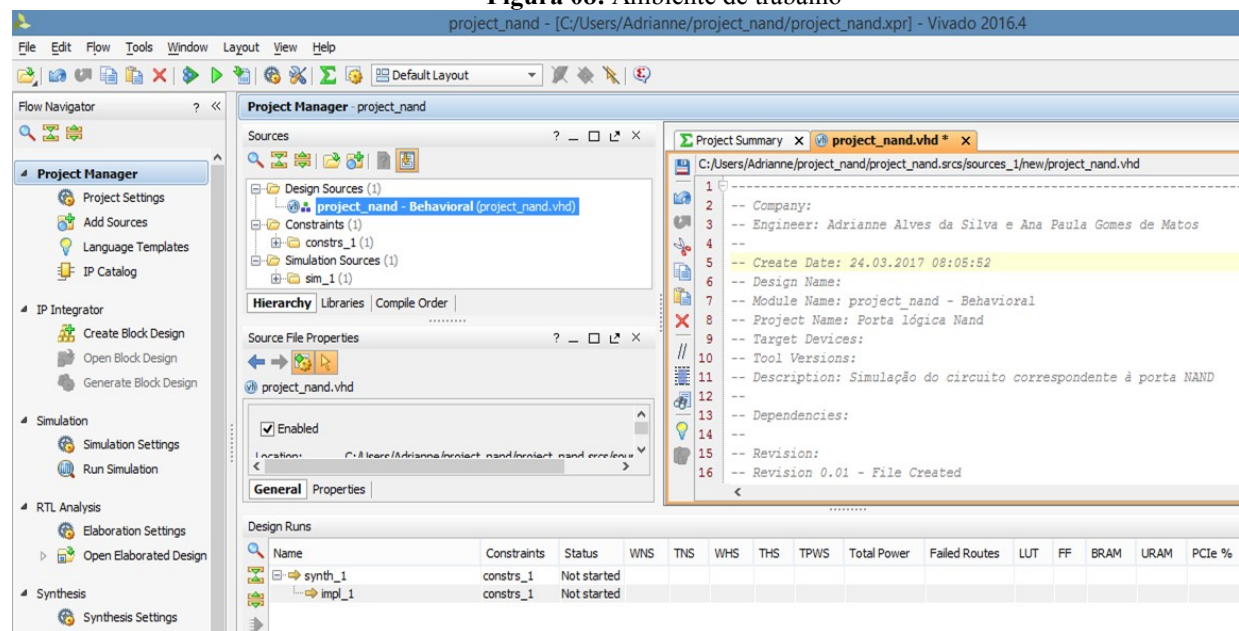 Figura 08: Ambiente de trabalho
project_nand - [C:/Users/Adrianne/project_nand/project_nand.xpr] - Vivado 2016.4
File Edit Flow Tools Window Layout View Help
Default Layout
Flow Navigator
Project Manager
Project Settings
Add Sources
Language Templates
IP Catalog
IP Integrator
Create Block Design
Open Block Design
Generate Block Design
Simulation
Simulation Settings
Run Simulation
RTL Analysis
Elaboration Settings
Open Elaborated Design
Synthesis
Synthesis Settings
Project Manager - project_nand
Sources
Design Sources (1)
project_nand - Behavioral (project_nand.vhd)
Constraints (1)
constrs_1 (1)
Simulation Sources (1)
sim_1 (1)
Hierarchy Libraries Compile Order
Source File Properties
project_nand.vhd
Enabled
General Properties
Project Summary project_nand.vhd *
C:/Users/Adrianne/project_nand/project_nand.srcs/sources_1/new/project_nand.vhd
1 ----------------------------------------------------------------------------------
2 -- Company:
3 -- Engineer: Adrianne Alves da Silva e Ana Paula Gomes de Matos
4 --
5 -- Create Date: 24.03.2017 08:05:52
6 -- Design Name:
7 -- Module Name: project_nand - Behavioral
8 -- Project Name: Porta lógica Nand
9 -- Target Devices:
10 -- Tool Versions:
11 -- Description: Simulação do circuito correspondente à porta NAND
12 --
13 -- Dependencies:
14 --
15 -- Revision:
16 -- Revision 0.01 - File Created
Design Runs
Name Constraints Status WNS TNS WHS THS TPWS Total Power Failed Routes LUT FF BRAM URAM PCIe %
synth_1 constrs_1 Not started
impl_1 constrs_1 Not started